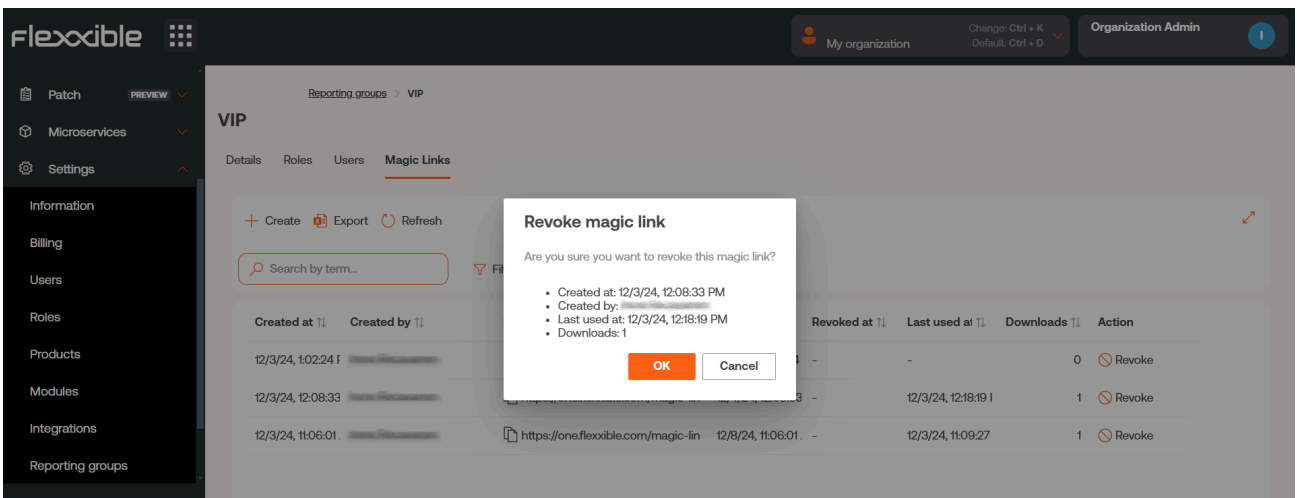 Flexxible
My organization
Change: Ctrl + K
Default: Ctrl + D
Organization Admin
I
Patch PREVIEW
Microservices
Settings
Information
Billing
Users
Roles
Products
Modules
Integrations
Reporting groups
Reporting groups > VIP
VIP
Details Roles Users Magic Links
Create Export Refresh
Search by term...
Revoke magic link
Are you sure you want to revoke this magic link?
• Created at: 12/3/24, 12:08:33 PM
• Created by:
• Last used at: 12/3/24, 12:18:19 PM
• Downloads: 1
OK Cancel
Created at Created by Revoked at Last used at Downloads Action
12/3/24, 1:02:24 - - 0 Revoke
12/3/24, 12:08:33 - 12/3/24, 12:18:19 1 Revoke
12/3/24, 11:06:01 https://one.flexxible.com/magic-lin 12/8/24, 11:06:01 - 12/3/24, 11:09:27 1 Revoke